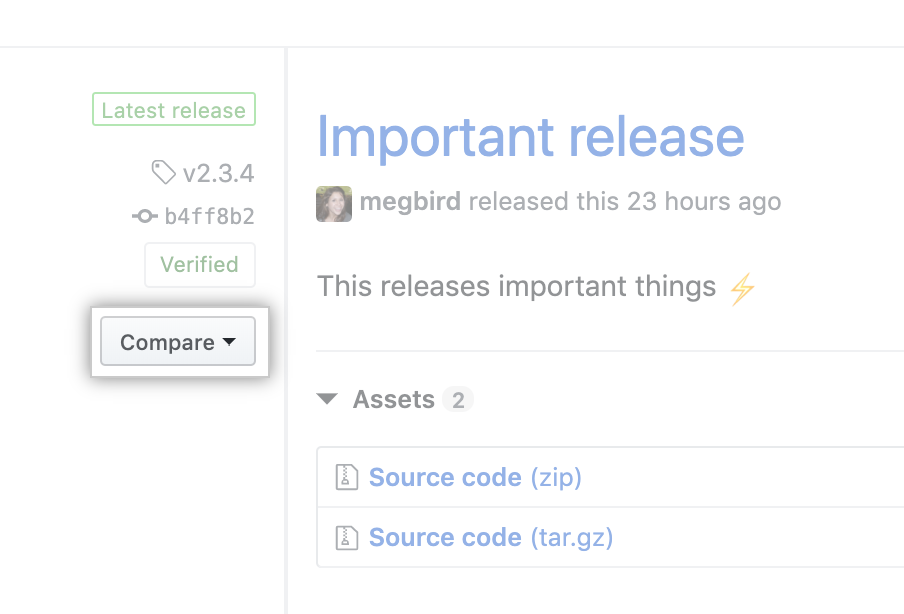 Latest release
v2.3.4
b4ff8b2
Verified
Compare
Important release
megbird released this 23 hours ago
This releases important things ⚡
Assets 2
Source code (zip)
Source code (tar.gz)